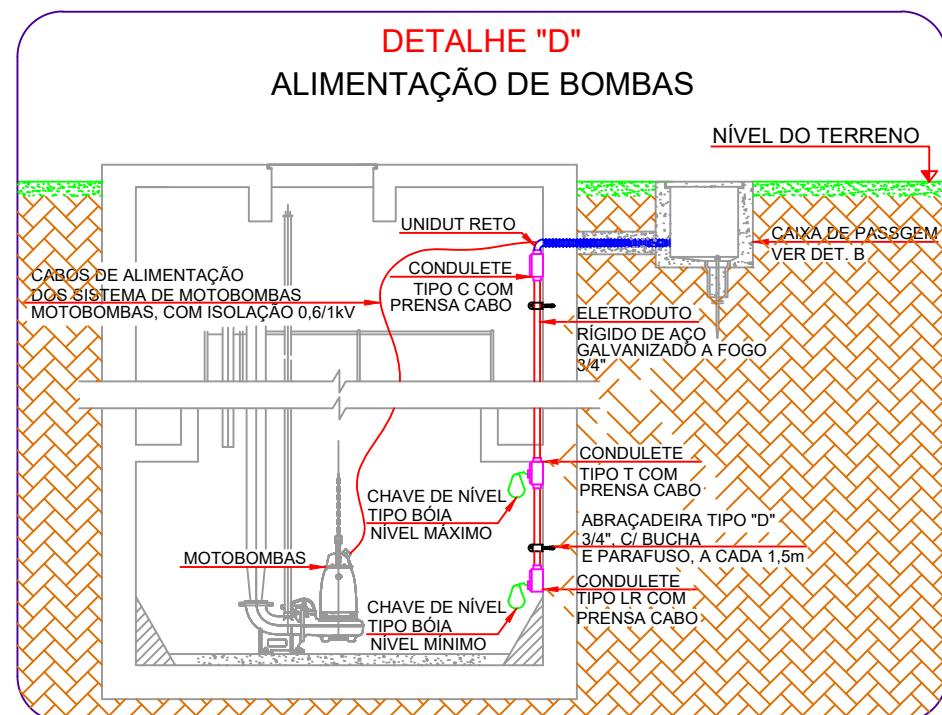 DETALHE "D"
ALIMENTAÇÃO DE BOMBAS
NÍVEL DO TERRENO
UNIDUT RETO
CAIXA DE PASSGEM
VER DET. B
CABOS DE ALIMENTAÇÃO
DOS SISTEMA DE MOTOBOMBAS
MOTOBOMBAS, COM ISOLAÇÃO 0,6/1kV
CONDULETE
TIPO C COM
PRENSA CABO
ELETRODUTO
RÍGIDO DE AÇO
GALVANIZADO A FOGO
3/4"
CONDULETE
TIPO T COM
PRENSA CABO
CHAVE DE NÍVEL
TIPO BÓIA
NÍVEL MÁXIMO
ABRAÇADEIRA TIPO "D"
3/4", C/ BUCHA
E PARAFUSO, A CADA 1,5m
MOTOBOMBAS
CONDULETE
TIPO LR COM
PRENSA CABO
CHAVE DE NÍVEL
TIPO BÓIA
NÍVEL MÍNIMO